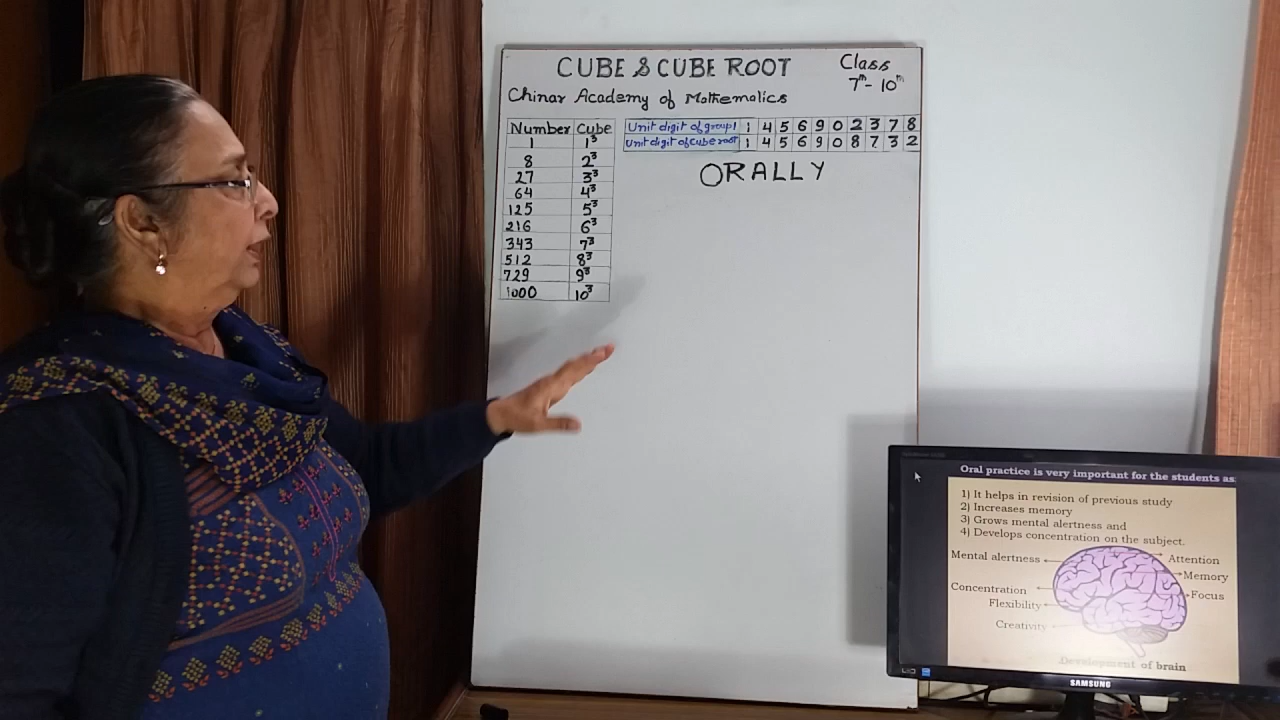 CUBE & CUBE ROOT
Class
7th - 10th
Chinar Academy of Mathematics
Number Cube
1 1³
8 2³
27 3³
64 4³
125 5³
216 6³
343 7³
512 8³
729 9³
1000 10³
Unit digit of group 1 1 4 5 6 9 0 2 3 7 8
Unit digit of cube root 1 4 5 6 9 0 8 7 3 2
ORALLY
Oral practice is very important for the students as
1) It helps in revision of previous study
2) Increases memory
3) Grows mental alertness and
4) Develops concentration on the subject.
Mental alertness
Attention
Memory
Concentration
Focus
Flexibility
Creativity
Development of brain
SAMSUNG